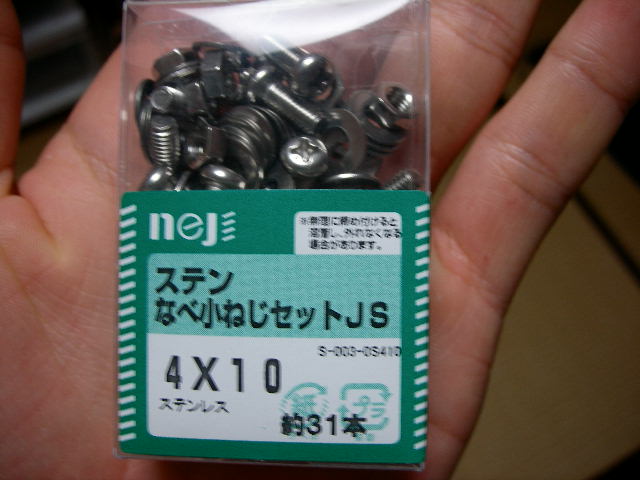 nej
※無理に締め付けると
溶着し、外れなくなる
場合があります。
ステン
なべ小ねじセットJS
S-003-0S410
4X10
ステンレス
紙
プラ
約31本